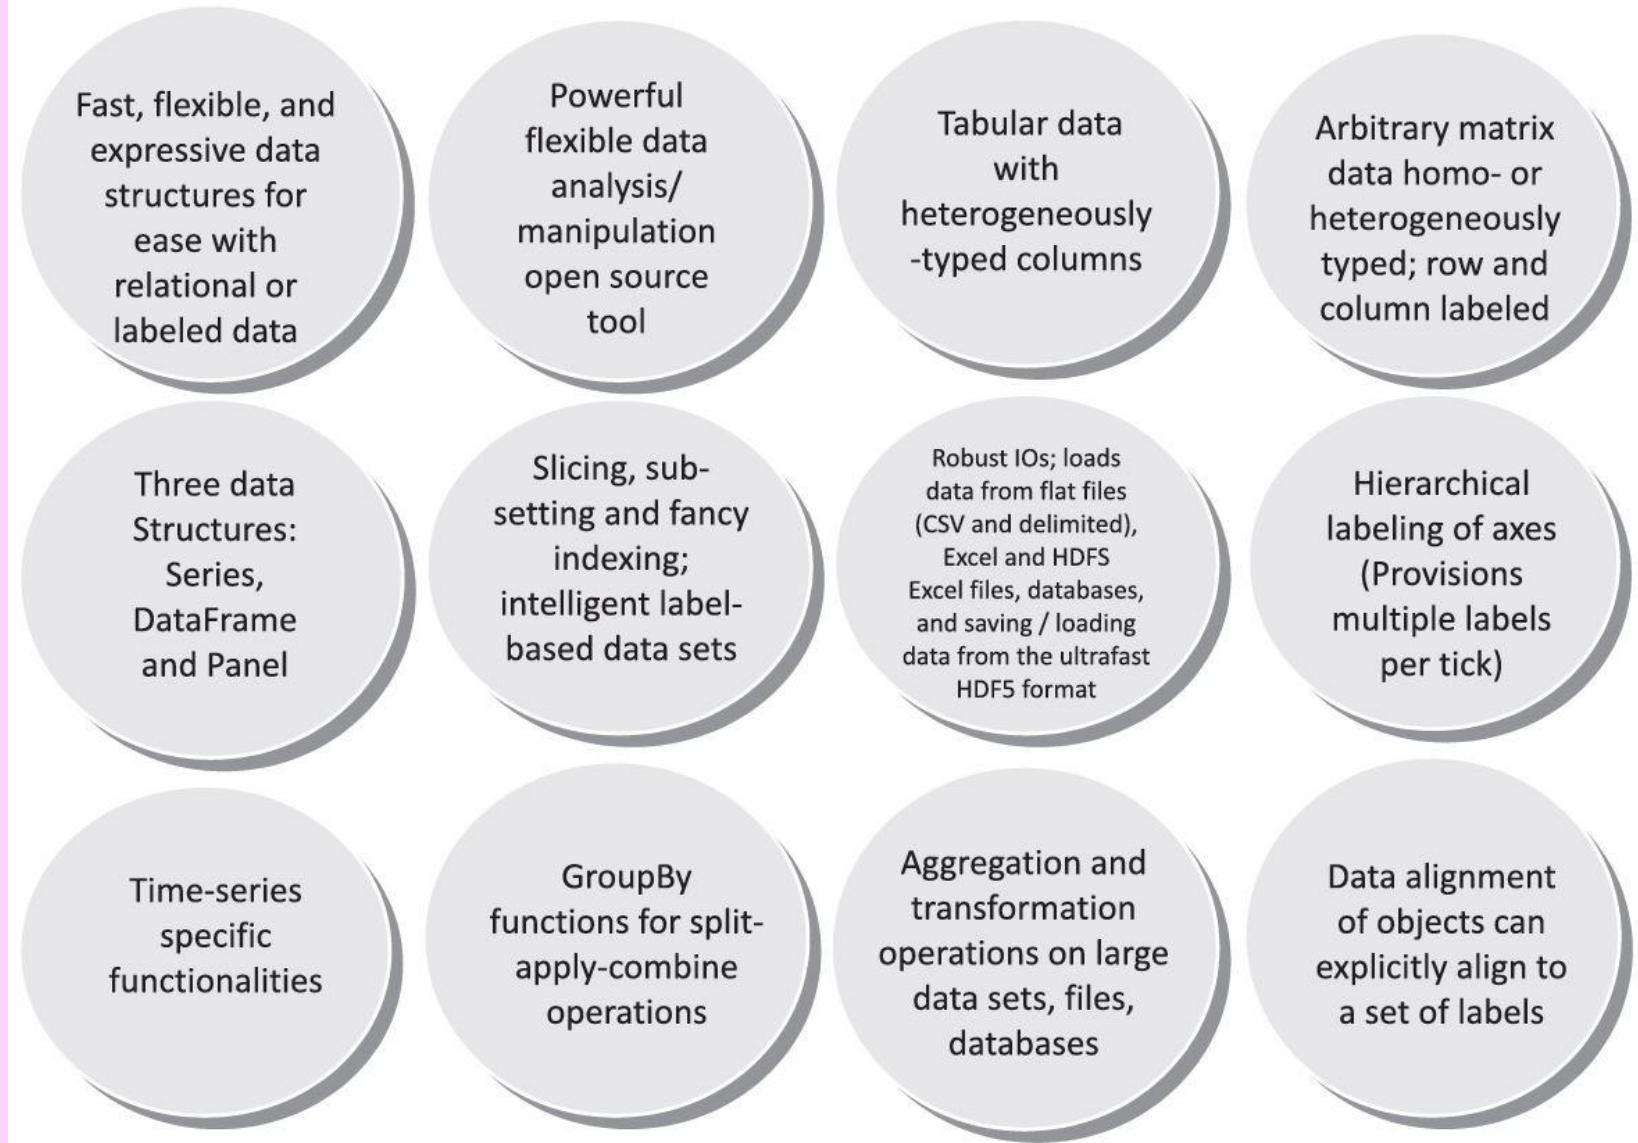 Fast, flexible, and
expressive data
structures for
ease with
relational or
labeled data
Powerful
flexible data
analysis/
manipulation
open source
tool
Tabular data
with
heterogeneously
-typed columns
Arbitrary matrix
data homo- or
heterogeneously
typed; row and
column labeled
Three data
Structures:
Series,
DataFrame
and Panel
Slicing, sub-
setting and fancy
indexing;
intelligent label-
based data sets
Robust IOs; loads
data from flat files
(CSV and delimited),
Excel and HDFS
Excel files, databases,
and saving / loading
data from the ultrafast
HDF5 format
Hierarchical
labeling of axes
(Provisions
multiple labels
per tick)
Time-series
specific
functionalities
GroupBy
functions for split-
apply-combine
operations
Aggregation and
transformation
operations on large
data sets, files,
databases
Data alignment
of objects can
explicitly align to
a set of labels